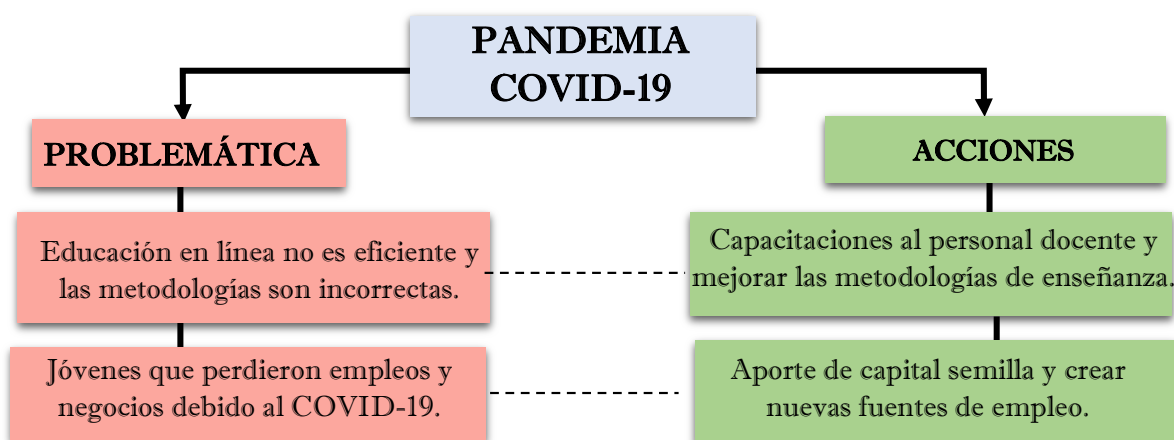 PANDEMIA
COVID-19
PROBLEMÁTICA
ACCIONES
Educación en línea no es eficiente y
las metodologías son incorrectas.
Capacitaciones al personal docente y
mejorar las metodologías de enseñanza.
Jóvenes que perdieron empleos y
negocios debido al COVID-19.
Aporte de capital semilla y crear
nuevas fuentes de empleo.